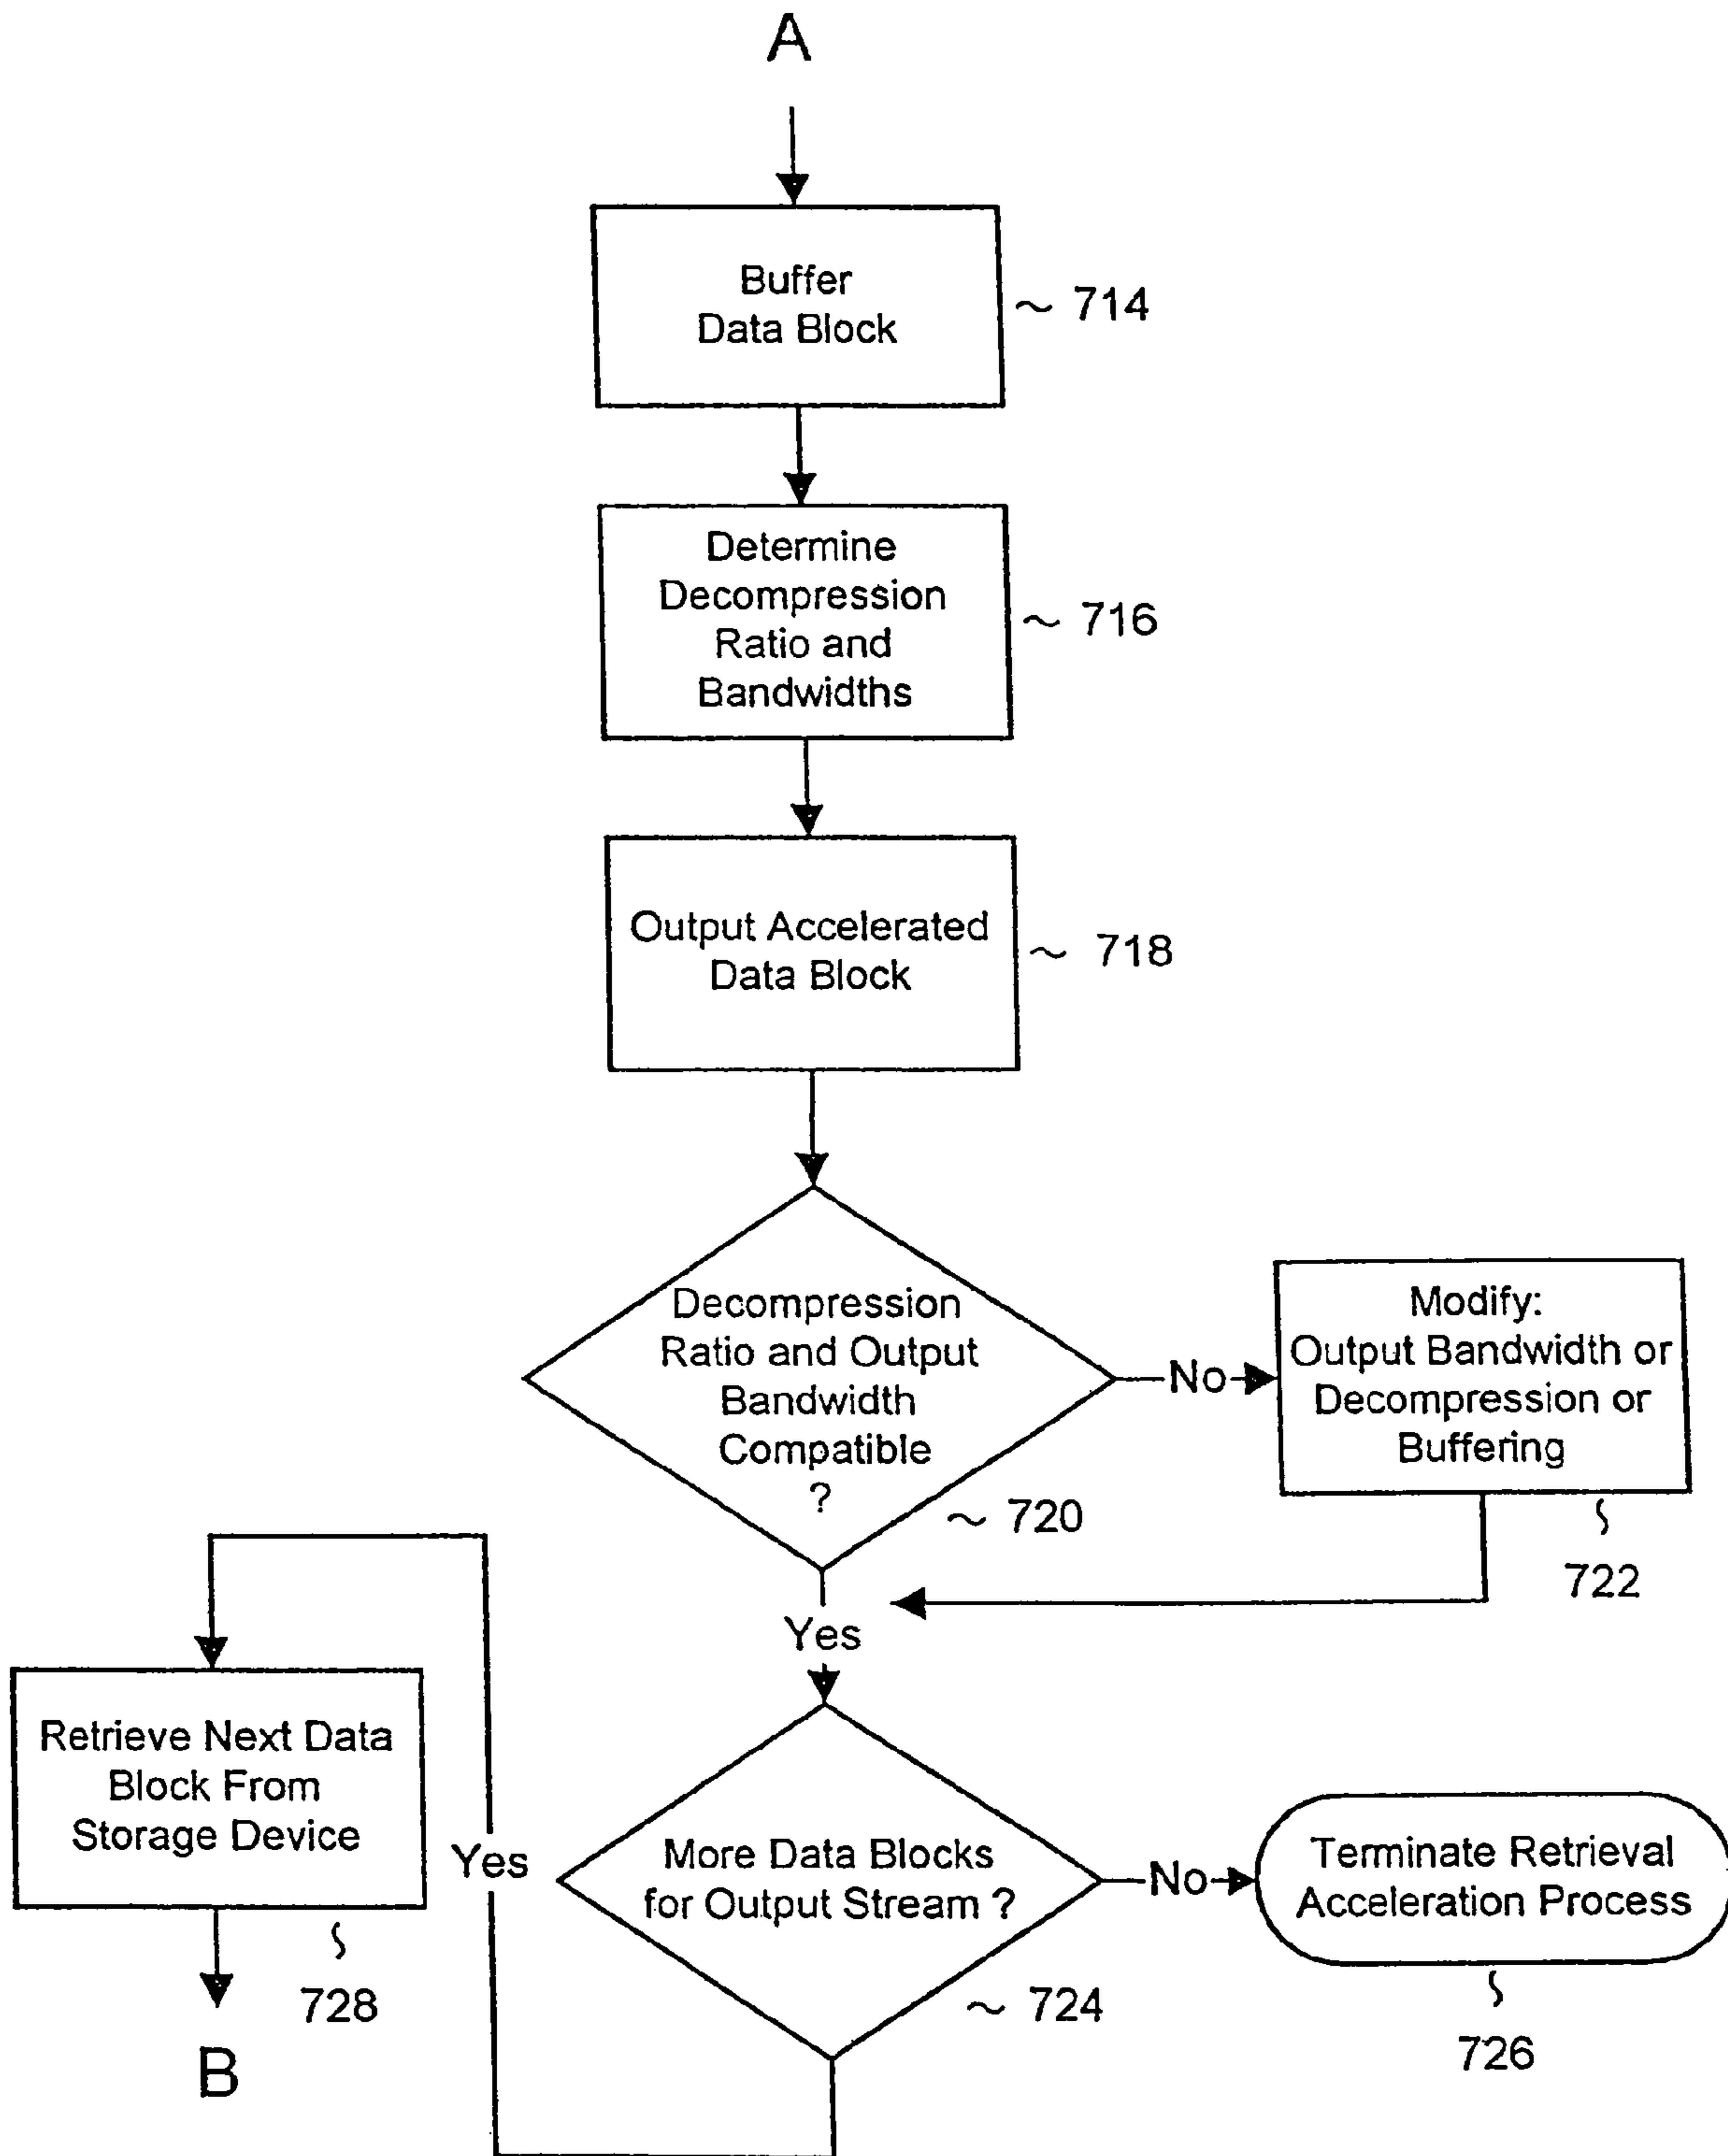 A
Buffer
Data Block
~ 714
Determine
Decompression
Ratio and
Bandwidths
~ 716
Output Accelerated
Data Block
~ 718
Decompression
Ratio and Output
Bandwidth
Compatible
?
~ 720
No
Modify:
Output Bandwidth or
Decompression or
Buffering
722
Yes
More Data Blocks
for Output Stream ?
~ 724
No
Terminate Retrieval
Acceleration Process
726
Yes
Retrieve Next Data
Block From
Storage Device
728
B